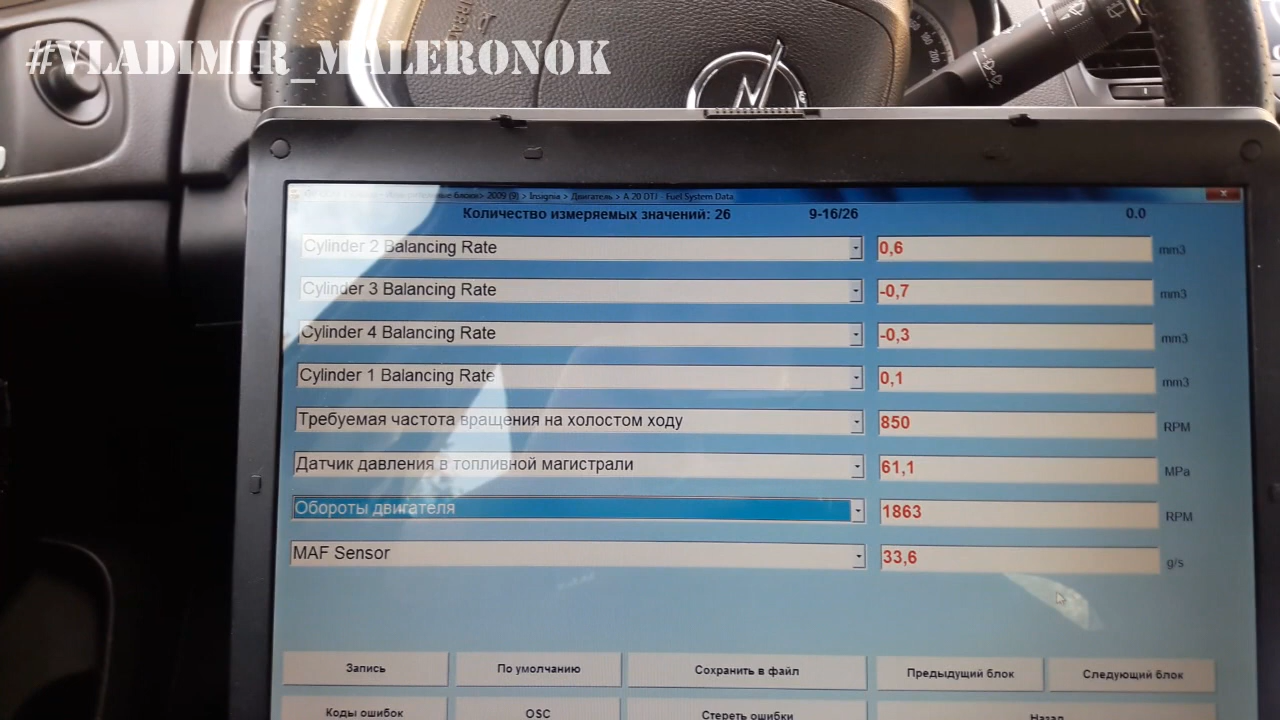 #VLADIMIR_MALERONOK
2009 (9) > Insignia > Двигатель > A 20 DTJ - Fuel System Data
Количество измеряемых значений: 26 9-16/26 0.0
Cylinder 2 Balancing Rate 0,6 mm3
Cylinder 3 Balancing Rate -0,7 mm3
Cylinder 4 Balancing Rate -0,3 mm3
Cylinder 1 Balancing Rate 0,1 mm3
Требуемая частота вращения на холостом ходу 850 RPM
Датчик давления в топливной магистрали 61,1 MPa
Обороты двигателя 1863 RPM
MAF Sensor 33,6 g/s
Запись По умолчанию Сохранить в файл Предыдущий блок Следующий блок
Коды ошибок OSC Стереть ошибки Назад